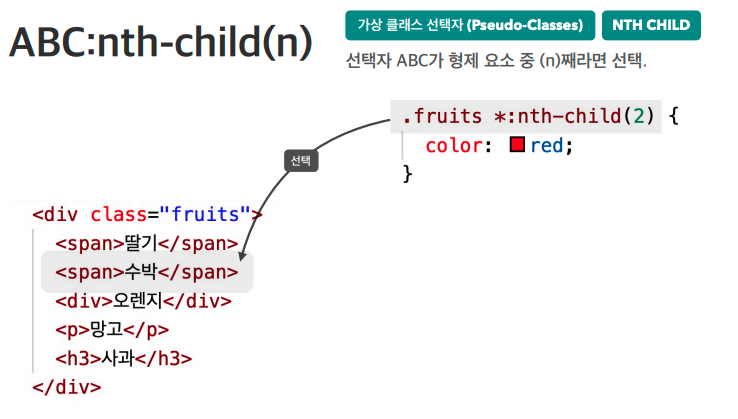 ABC:nth-child(n)
가상 클래스 선택자 (Pseudo-Classes)
NTH CHILD
선택자 ABC가 형제 요소 중 (n)째라면 선택.
.fruits *:nth-child(2) {
color: red;
}
선택
<div class="fruits">
<span>딸기</span>
<span>수박</span>
<div>오렌지</div>
<p>망고</p>
<h3>사과</h3>
</div>